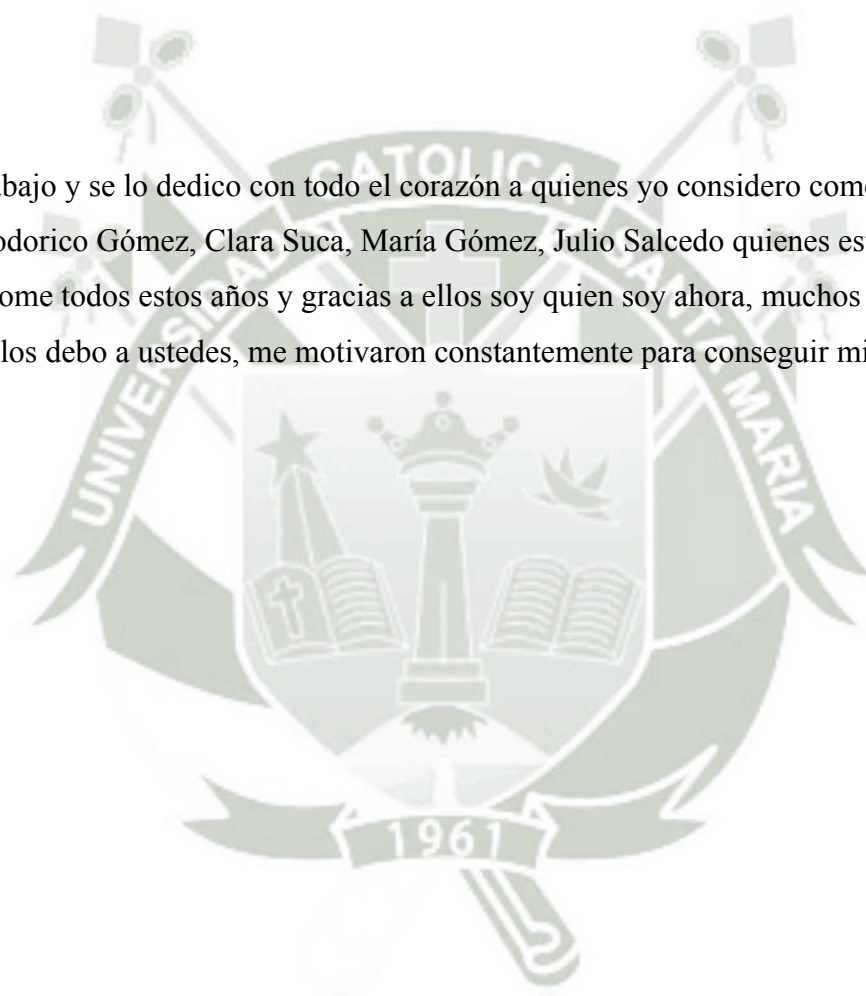 CATOLICA
abajo y se lo dedico con todo el corazón a quienes yo considero como
odorico Gómez, Clara Suca, María Gómez, Julio Salcedo quienes es
ome todos estos años y gracias a ellos soy quien soy ahora, muchos
los debo a ustedes, me motivaron constantemente para conseguir mi
UNIVERSIDAD
SANTA MARIA
1961